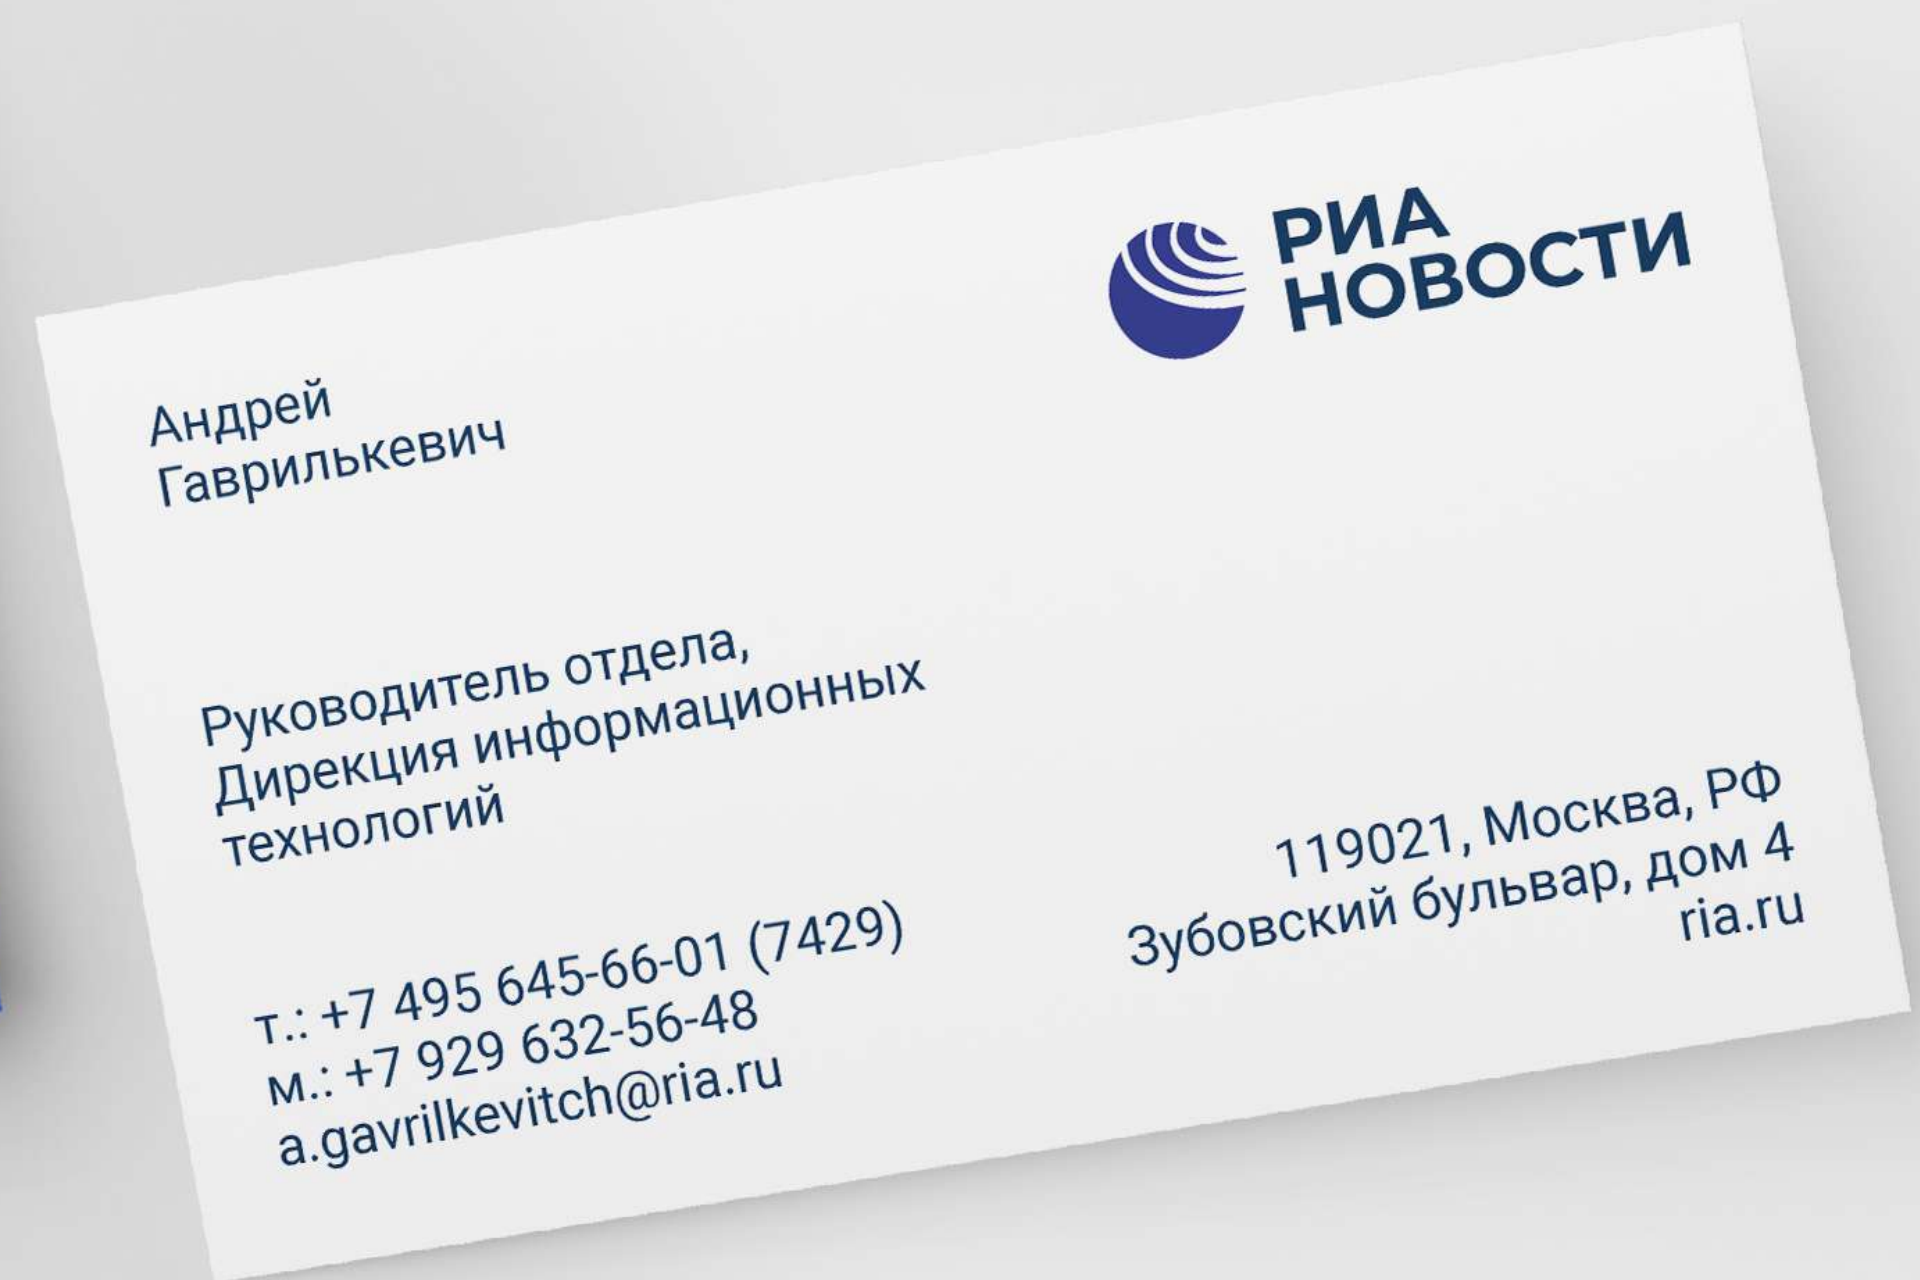 РИА
НОВОСТИ
Андрей
Гаврилькевич
Руководитель отдела,
Дирекция информационных
технологий
т.: +7 495 645-66-01 (7429)
м.: +7 929 632-56-48
a.gavrilkevitch@ria.ru
119021, Москва, РФ
Зубовский бульвар, дом 4
ria.ru